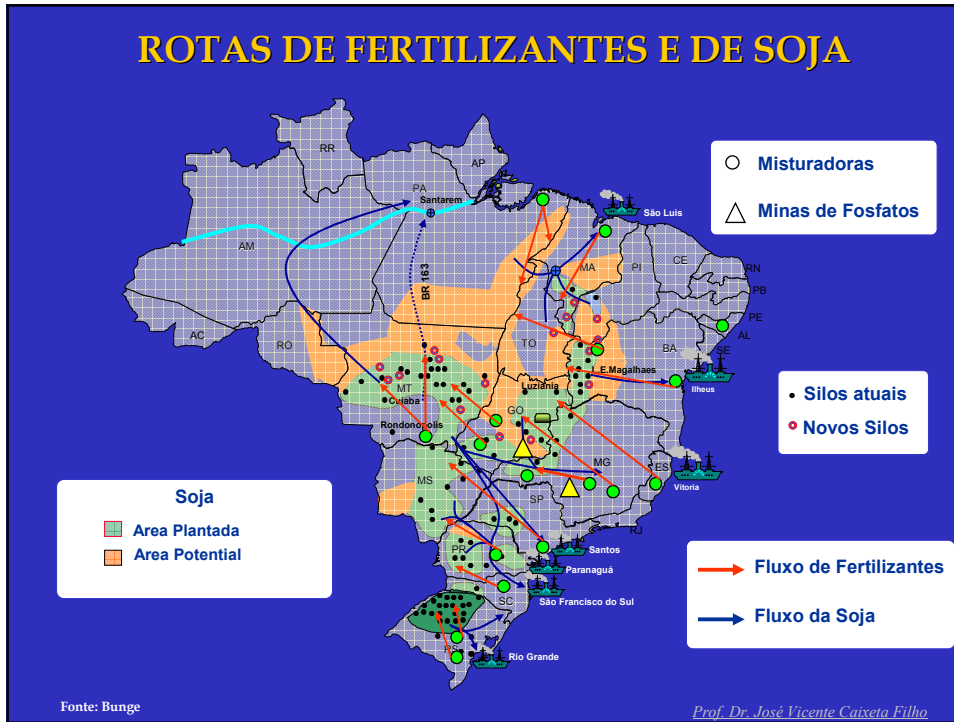 ROTAS DE FERTILIZANTES E DE SOJA
RR
AP
PA
Santarem
AM
BR 163
São Luis
MA
PI
CE
RN
PB
PE
AL
SE
BA
AC
RO
TO
MT
Cuiaba
Rondonopolis
L.E.Magalhaes
Ilheus
Luziania
GO
MG
ES
Vitoria
MS
SP
RJ
Santos
PR
Paranaguá
São Francisco do Sul
SC
RS
Rio Grande
Misturadoras
Minas de Fosfatos
Silos atuais
Novos Silos
Soja
Area Plantada
Area Potential
Fluxo de Fertilizantes
Fluxo da Soja
Fonte: Bunge
Prof. Dr. José Vicente Caixeta Filho